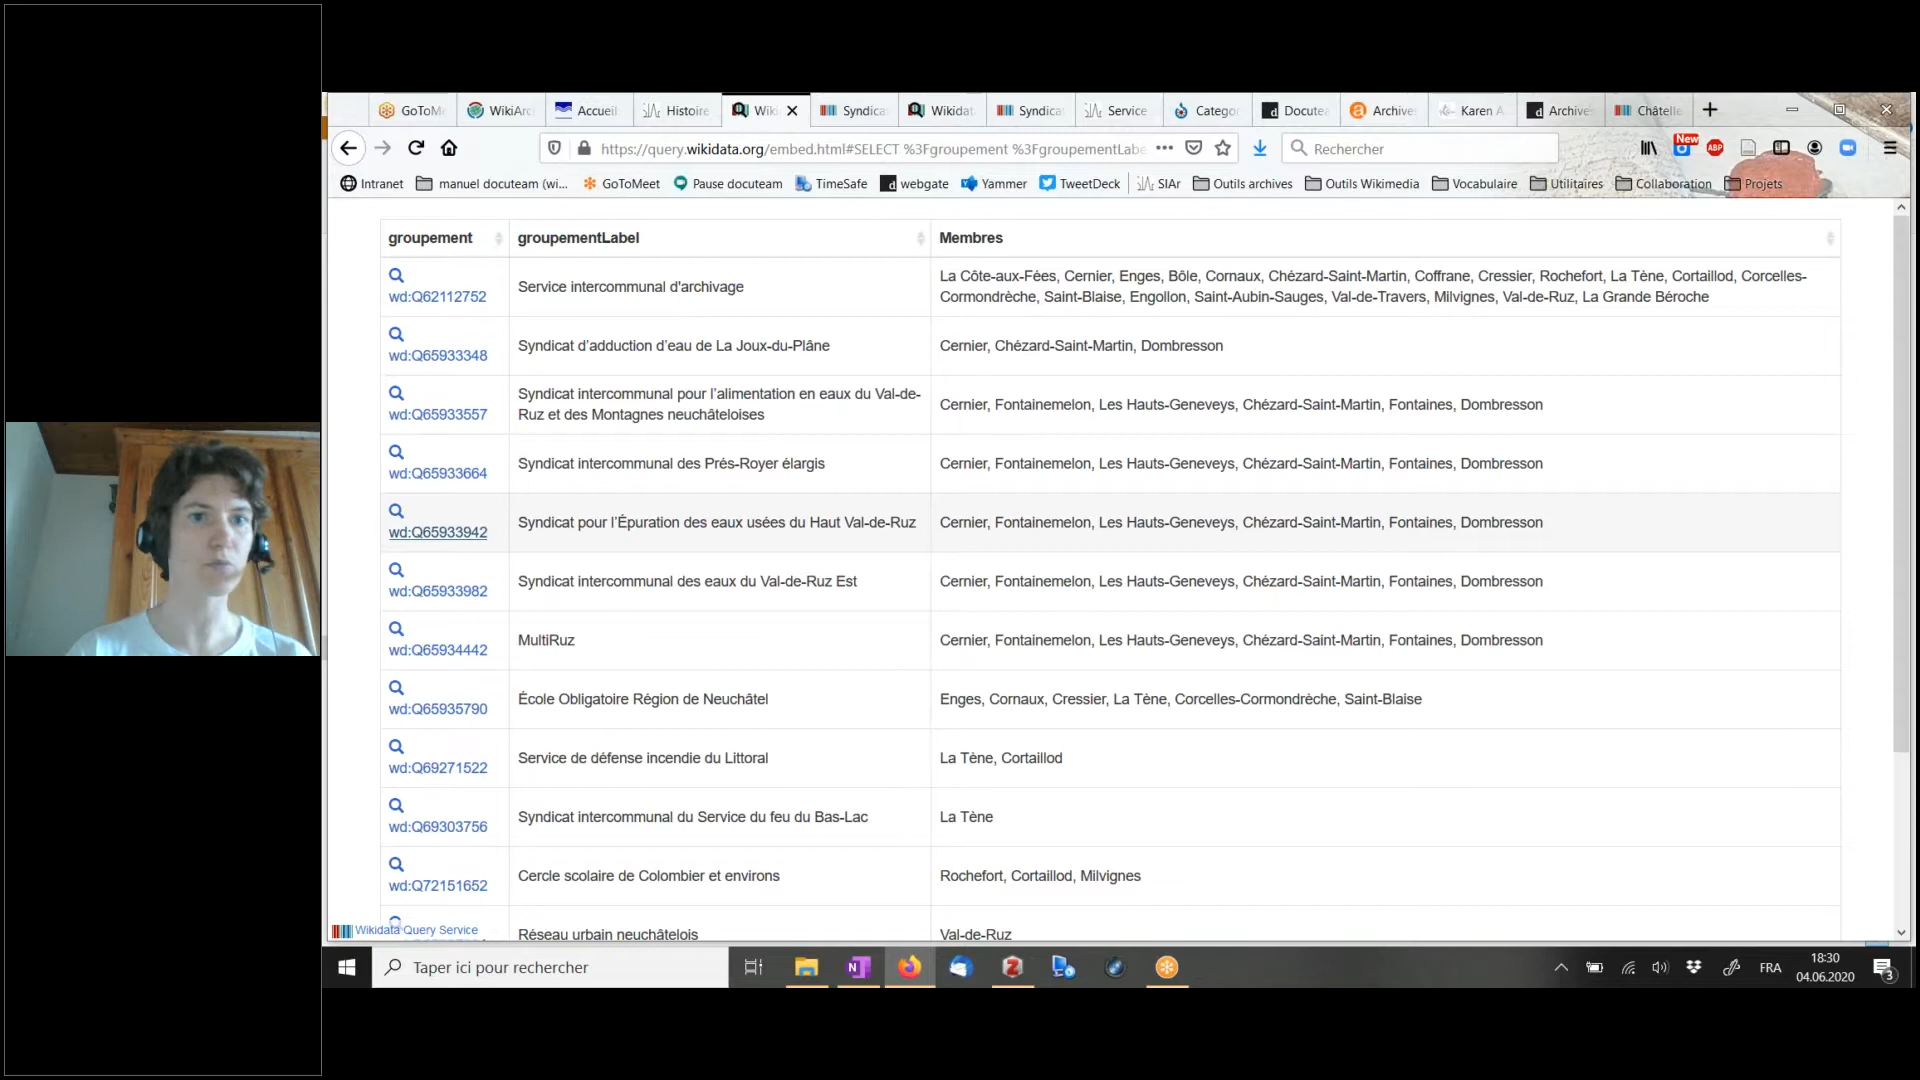 GoToM
WikiArc
Accueil
Histoire
Wiki
Syndica
Wikidat
Syndica
Service
Catego
Docutea
Archive
Karen A
Archive
Châtelle
https://query.wikidata.org/embed.html#SELECT %3Fgroupement %3FgroupementLabe
Rechercher
New
ABP
Intranet
manuel docuteam (wi...
GoToMeet
Pause docuteam
TimeSafe
webgate
Yammer
TweetDeck
SIAr
Outils archives
Outils Wikimedia
Vocabulaire
Utilitaires
Collaboration
Projets
groupement groupementLabel Membres
wd:Q62112752
Service intercommunal d'archivage
La Côte-aux-Fées, Cernier, Enges, Bôle, Cornaux, Chézard-Saint-Martin, Coffrane, Cressier, Rochefort, La Tène, Cortaillod, Corcelles-
Cormondrèche, Saint-Blaise, Engollon, Saint-Aubin-Sauges, Val-de-Travers, Milvignes, Val-de-Ruz, La Grande Béroche
wd:Q65933348
Syndicat d’adduction d’eau de La Joux-du-Plâne
Cernier, Chézard-Saint-Martin, Dombresson
wd:Q65933557
Syndicat intercommunal pour l’alimentation en eaux du Val-de-
Ruz et des Montagnes neuchâteloises
Cernier, Fontainemelon, Les Hauts-Geneveys, Chézard-Saint-Martin, Fontaines, Dombresson
wd:Q65933664
Syndicat intercommunal des Prés-Royer élargis
Cernier, Fontainemelon, Les Hauts-Geneveys, Chézard-Saint-Martin, Fontaines, Dombresson
wd:Q65933942
Syndicat pour l’Épuration des eaux usées du Haut Val-de-Ruz
Cernier, Fontainemelon, Les Hauts-Geneveys, Chézard-Saint-Martin, Fontaines, Dombresson
wd:Q65933982
Syndicat intercommunal des eaux du Val-de-Ruz Est
Cernier, Fontainemelon, Les Hauts-Geneveys, Chézard-Saint-Martin, Fontaines, Dombresson
wd:Q65934442
MultiRuz
Cernier, Fontainemelon, Les Hauts-Geneveys, Chézard-Saint-Martin, Fontaines, Dombresson
wd:Q65935790
École Obligatoire Région de Neuchâtel
Enges, Cornaux, Cressier, La Tène, Corcelles-Cormondrèche, Saint-Blaise
wd:Q69271522
Service de défense incendie du Littoral
La Tène, Cortaillod
wd:Q69303756
Syndicat intercommunal du Service du feu du Bas-Lac
La Tène
wd:Q72151652
Cercle scolaire de Colombier et environs
Rochefort, Cortaillod, Milvignes
Réseau urbain neuchâtelois
Val-de-Ruz
Wikidata Query Service
Taper ici pour rechercher
FRA
18:30
04.06.2020
3